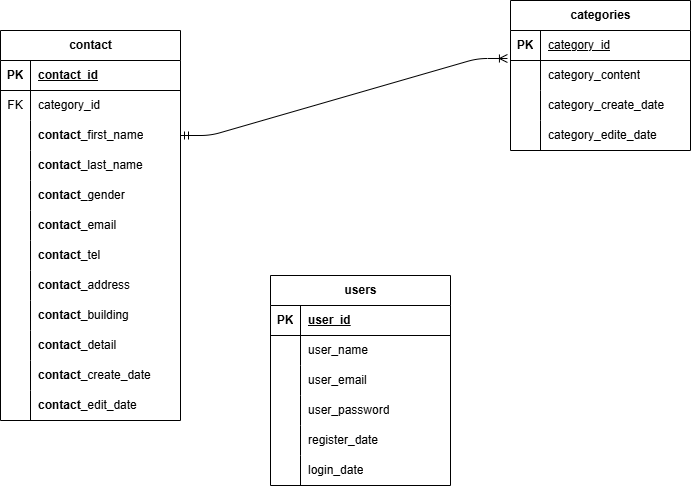 contact
PK contact_id
FK category_id
contact_first_name
contact_last_name
contact_gender
contact_email
contact_tel
contact_address
contact_building
contact_detail
contact_create_date
contact_edit_date
categories
PK category_id
category_content
category_create_date
category_edite_date
users
PK user_id
user_name
user_email
user_password
register_date
login_date